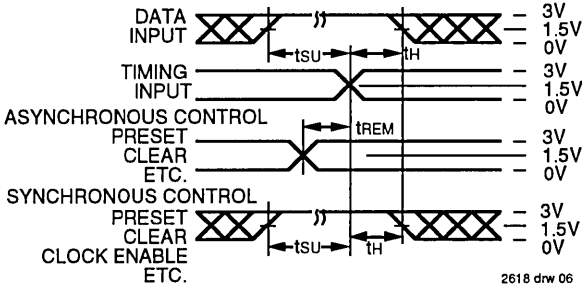 DATA INPUT
3V
1.5V
0V
tSU
tH
TIMING INPUT
3V
1.5V
0V
ASYNCHRONOUS CONTROL
PRESET
CLEAR
ETC.
tREM
3V
1.5V
0V
SYNCHRONOUS CONTROL
PRESET
CLEAR
CLOCK ENABLE
ETC.
tSU
tH
3V
1.5V
0V
2618 drw 06